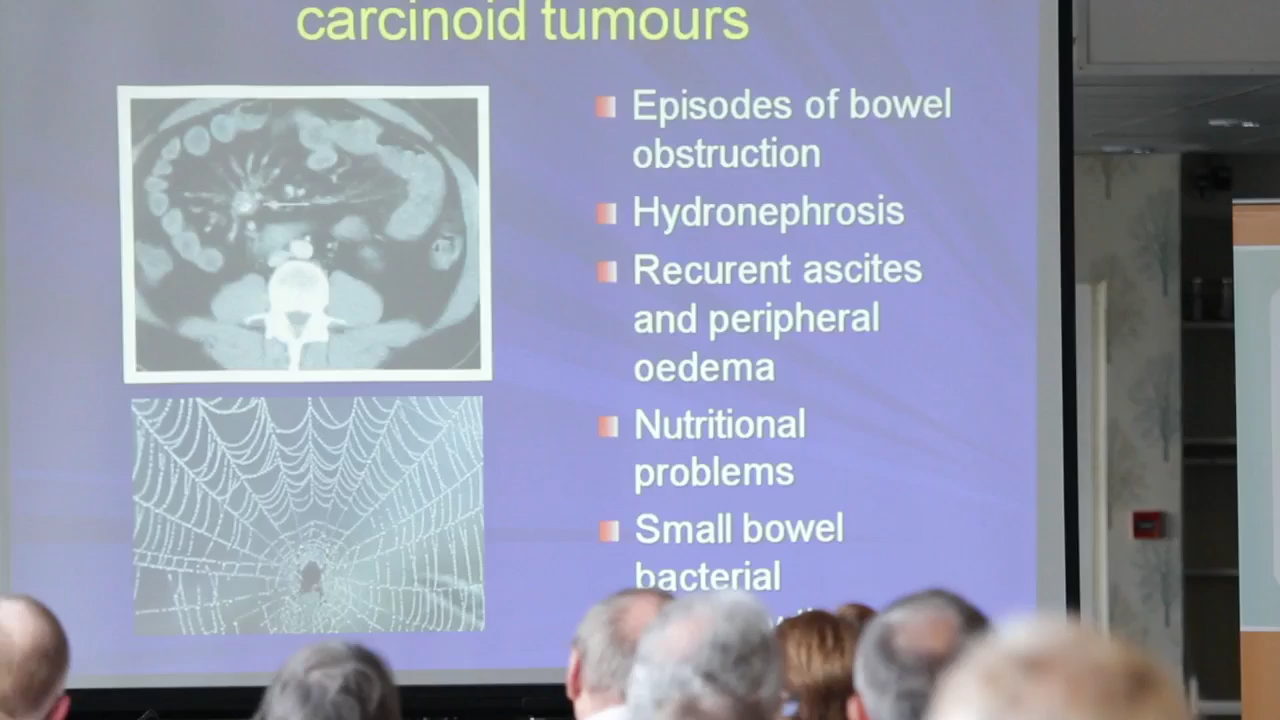 carcinoid tumours
Episodes of bowel
obstruction
Hydronephrosis
Recurent ascites
and peripheral
oedema
Nutritional
problems
Small bowel
bacterial